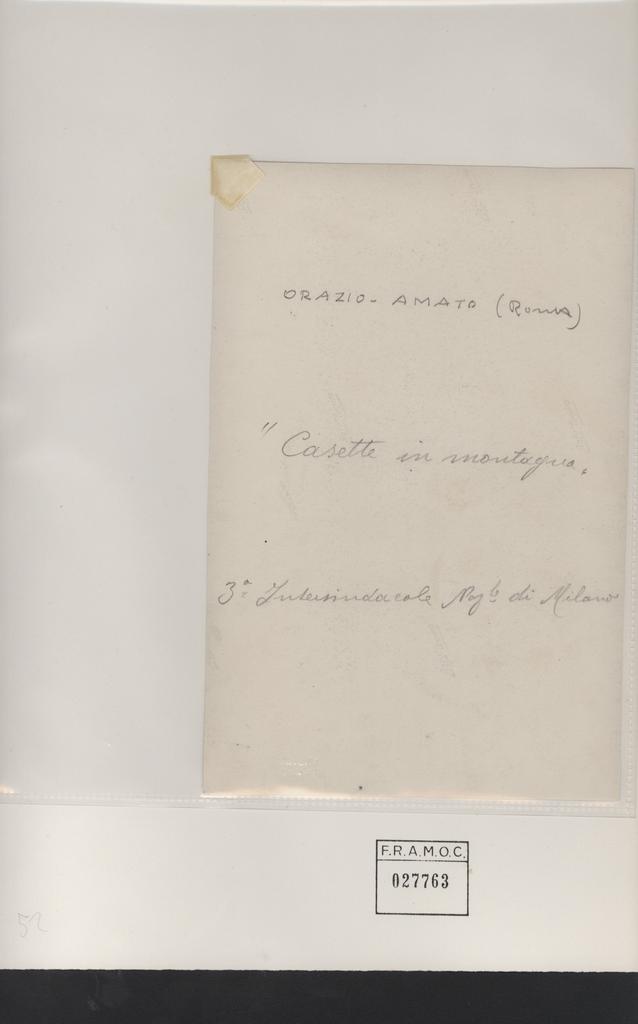 ORAZIO - AMATO (ROMA)
" Casette in montagna "
3ª Intersindacale Nazˡᵉ di Milano
F.R.A.M.O.C.
027763
52